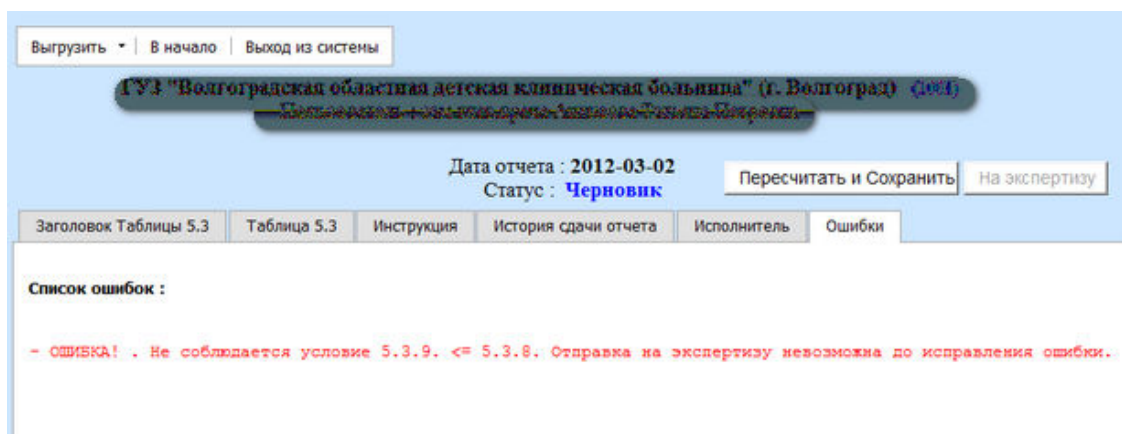 Выгрузить В начало Выход из системы
ГУЗ "Волгоградская областная детская клиническая больница" (г. Волгоград)
Дата отчета : 2012-03-02
Статус : Черновик
Пересчитать и Сохранить На экспертизу
Заголовок Таблицы 5.3 Таблица 5.3 Инструкция История сдачи отчета Исполнитель Ошибки
Список ошибок :
- ОШИБКА! . Не соблюдается условие 5.3.9. <= 5.3.8. Отправка на экспертизу невозможна до исправления ошибки.